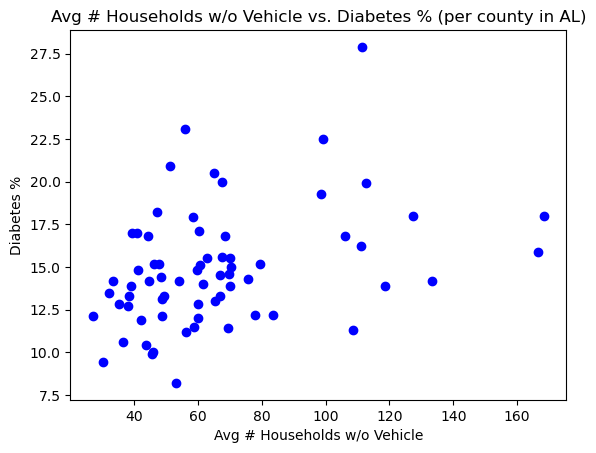 Avg # Households w/o Vehicle vs. Diabetes % (per county in AL)
27.5
25.0
22.5
20.0
17.5
15.0
12.5
10.0
7.5
Diabetes %
40 60 80 100 120 140 160
Avg # Households w/o Vehicle